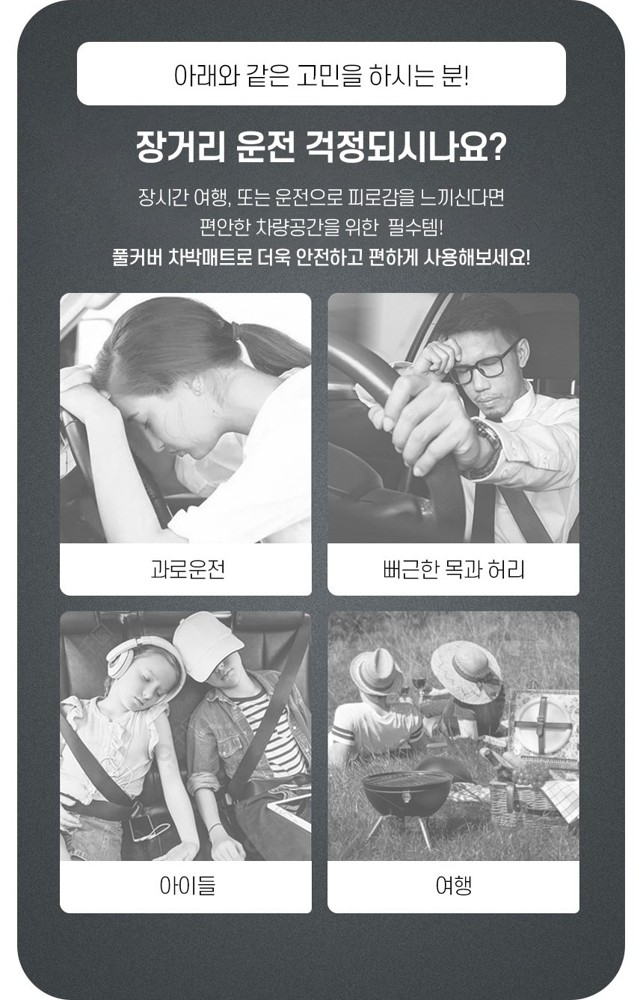 아래와 같은 고민을 하시는 분!
장거리 운전 걱정되시나요?
장시간 여행, 또는 운전으로 피로감을 느끼신다면
편안한 차량공간을 위한 필수템!
풀커버 차박매트로 더욱 안전하고 편하게 사용해보세요!
과로운전
뻐근한 목과 허리
아이들
여행